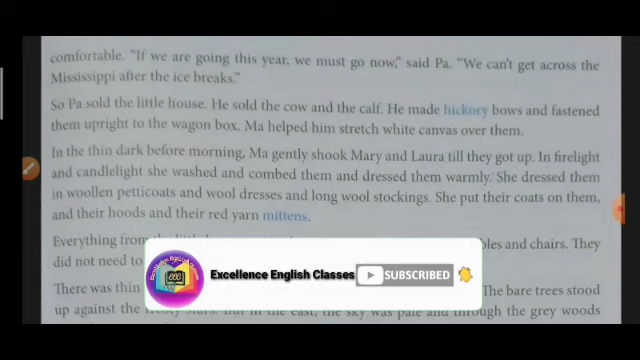 comfortable. “If we are going this year, we must go now,” said Pa. “We can’t get across the
Mississippi after the ice breaks.”
So Pa sold the little house. He sold the cow and the calf. He made hickory bows and fastened
them upright to the wagon box. Ma helped him stretch white canvas over them.
In the thin dark before morning, Ma gently shook Mary and Laura till they got up. In firelight
and candlelight she washed and combed them and dressed them warmly. She dressed them
in woollen petticoats and wool dresses and long wool stockings. She put their coats on them,
and their hoods and their red yarn mittens.
Everything from and chairs. They
did not need to
There was thin The bare trees stood
up against the frosty stars. But in the east, the sky was pale and through the grey woods
Excellence English Classes SUBSCRIBED